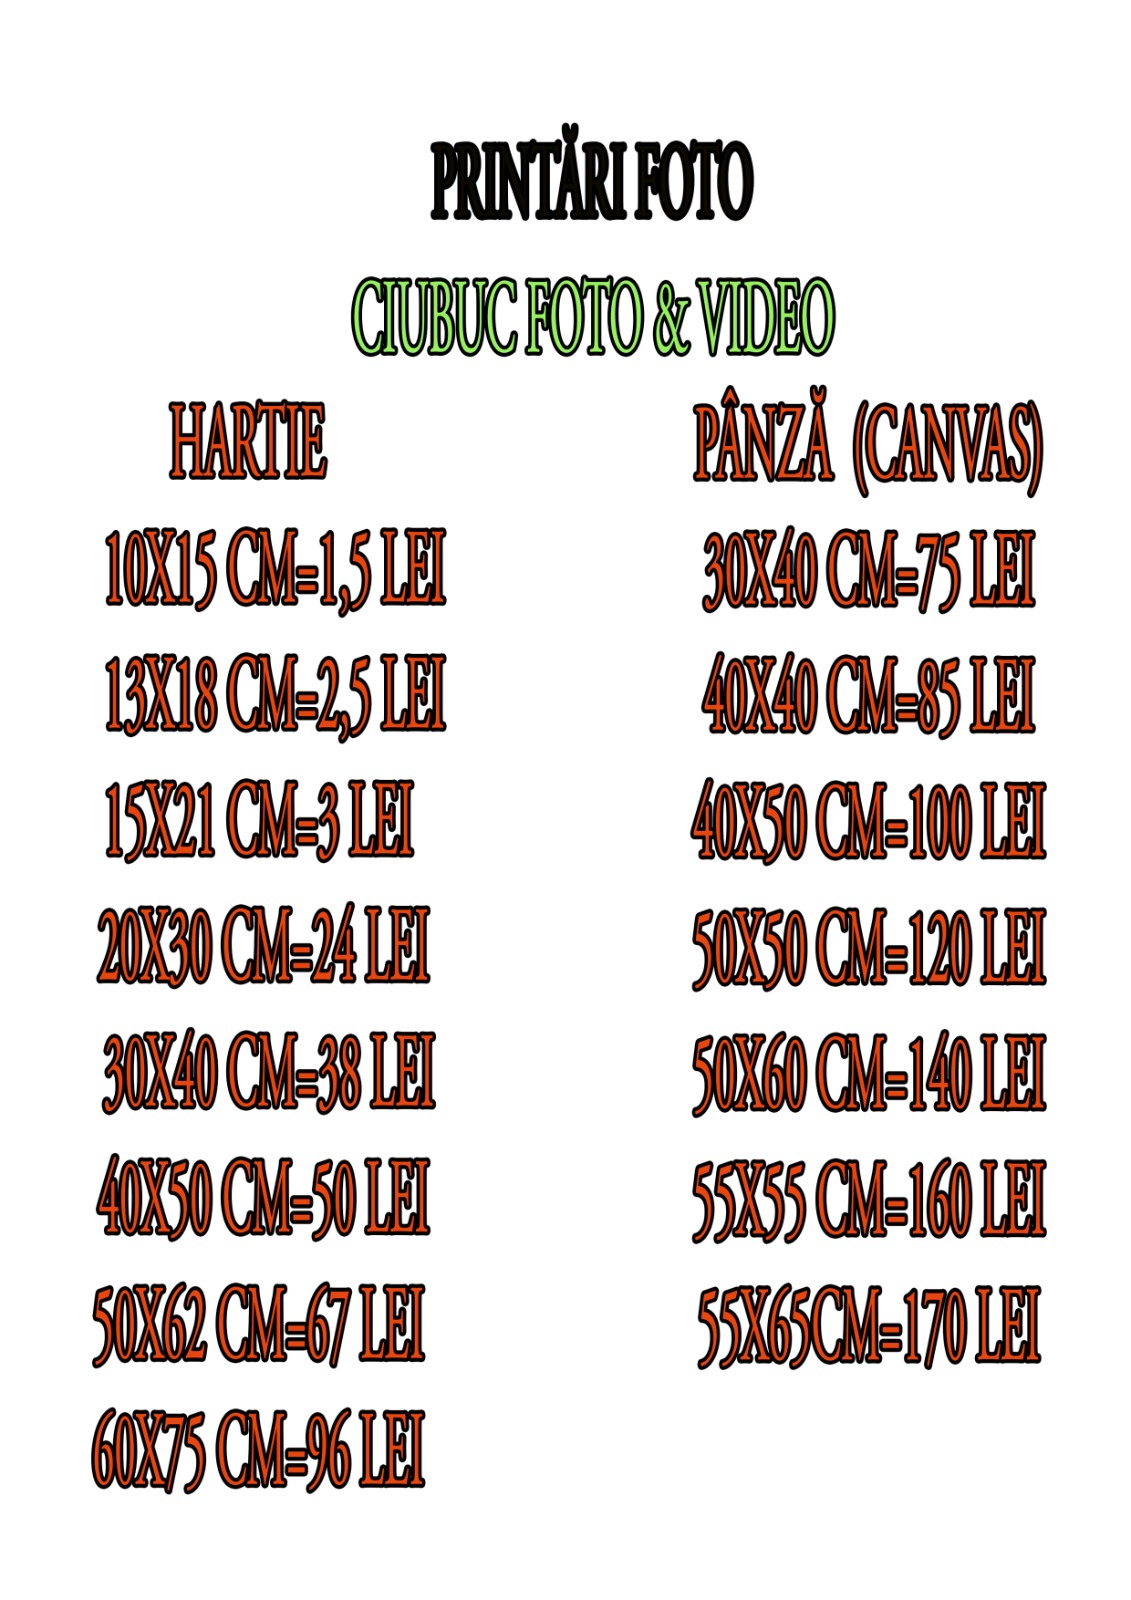 PRINTĂRI FOTO
CIUBUC FOTO & VIDEO
HARTIE
10X15 CM=1,5 LEI
13X18 CM=2,5 LEI
15X21 CM=3 LEI
20X30 CM=24 LEI
30X40 CM=38 LEI
40X50 CM=50 LEI
50X62 CM=67 LEI
60X75 CM=96 LEI
PÂNZĂ (CANVAS)
30X40 CM=75 LEI
40X40 CM=85 LEI
40X50 CM=100 LEI
50X50 CM=120 LEI
50X60 CM=140 LEI
55X55 CM=160 LEI
55X65CM=170 LEI